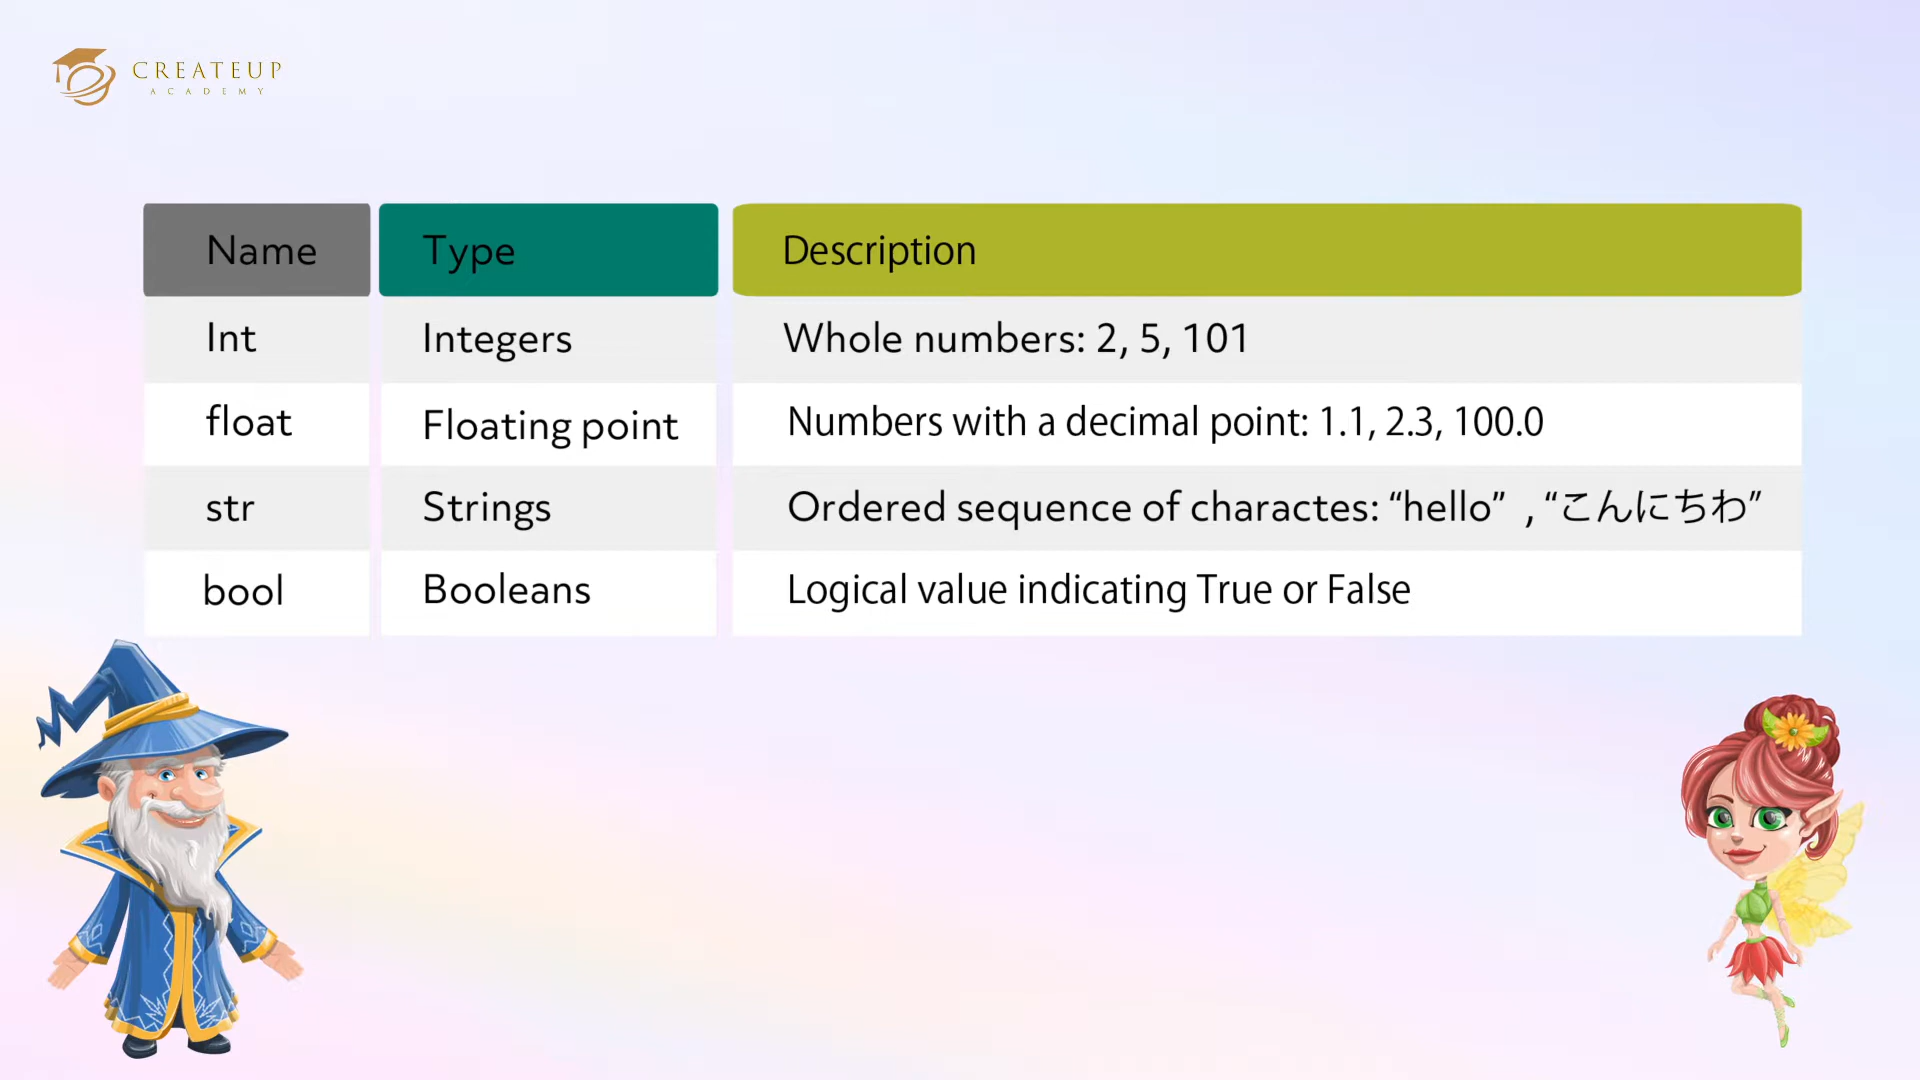 CREATEUP
ACADEMY
Name Type Description
Int Integers Whole numbers: 2, 5, 101
float Floating point Numbers with a decimal point: 1.1, 2.3, 100.0
str Strings Ordered sequence of charactes: “hello” , “こんにちわ”
bool Booleans Logical value indicating True or False